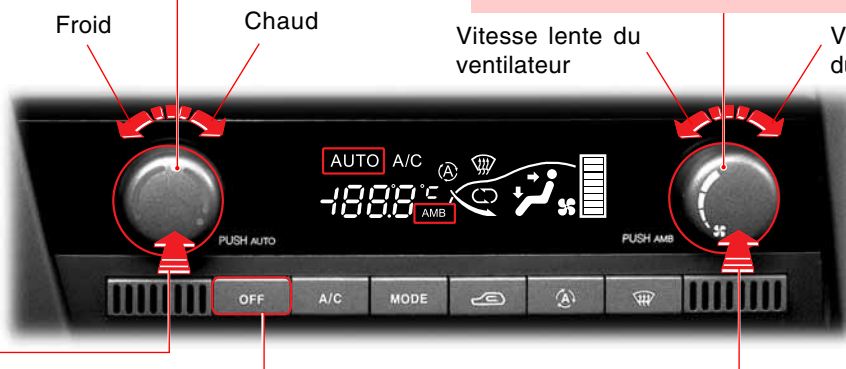 Froid
Chaud
Vitesse lente du
ventilateur
AUTO A/C
-188.8°C
AMB
PUSH AUTO
PUSH AMB
OFF
A/C
MODE